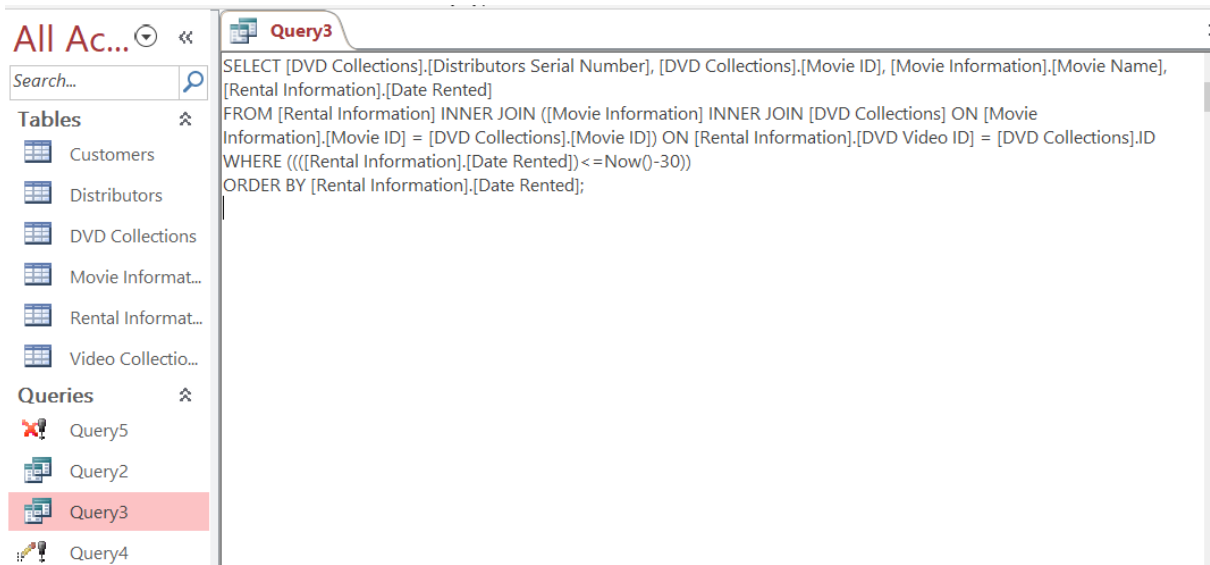 All Ac...
Search...
Tables
Customers
Distributors
DVD Collections
Movie Informat...
Rental Informat...
Video Collectio...
Queries
Query5
Query2
Query3
Query4
Query3
SELECT [DVD Collections].[Distributors Serial Number], [DVD Collections].[Movie ID], [Movie Information].[Movie Name],
[Rental Information].[Date Rented]
FROM [Rental Information] INNER JOIN ([Movie Information] INNER JOIN [DVD Collections] ON [Movie
Information].[Movie ID] = [DVD Collections].[Movie ID]) ON [Rental Information].[DVD Video ID] = [DVD Collections].ID
WHERE (((([Rental Information].[Date Rented])<=Now()-30))
ORDER BY [Rental Information].[Date Rented];